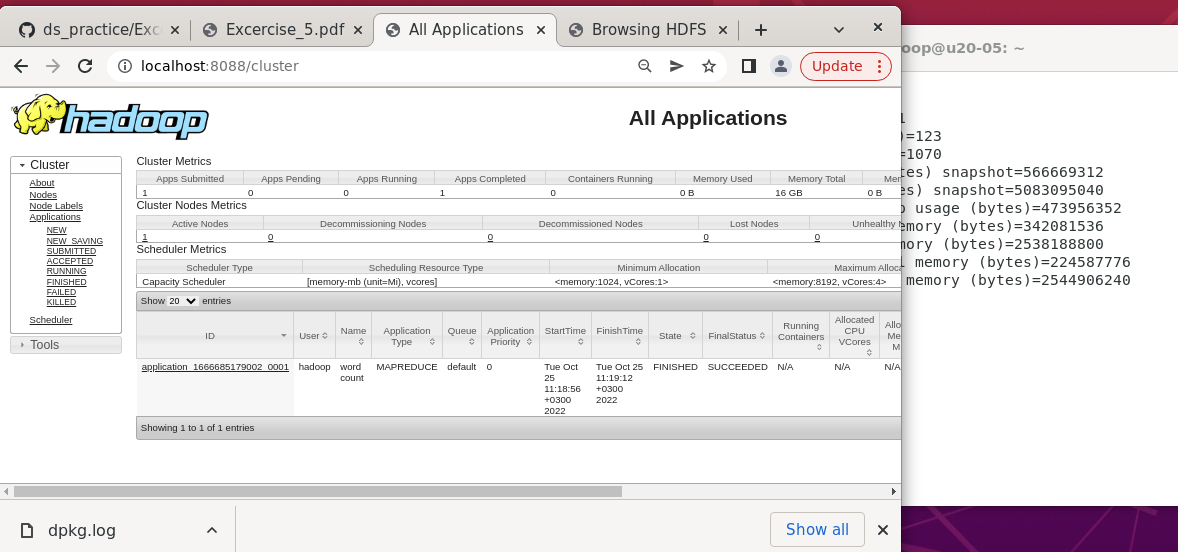 ds_practice/Exc
Excercise_5.pdf
All Applications
Browsing HDFS
localhost:8088/cluster
Update
oop@u20-05: ~
hadoop
All Applications
Cluster
About
Nodes
Node Labels
Applications
NEW
NEW_SAVING
SUBMITTED
ACCEPTED
RUNNING
FINISHED
FAILED
KILLED
Scheduler
Tools
Cluster Metrics
Apps Submitted Apps Pending Apps Running Apps Completed Containers Running Memory Used Memory Total Mem
1 0 0 1 0 0 B 16 GB 0 B
Cluster Nodes Metrics
Active Nodes Decommissioning Nodes Decommissioned Nodes Lost Nodes Unhealthy N
1 0 0 0 0
Scheduler Metrics
Scheduler Type Scheduling Resource Type Minimum Allocation Maximum Alloca
Capacity Scheduler [memory-mb (unit=Mi), vcores] <memory:1024, vCores:1> <memory:8192, vCores:4>
Show 20 entries
ID User Name Application Type Queue Application Priority StartTime FinishTime State FinalStatus Running Containers Allocated CPU VCores Allo Me M
application_1666685179002_0001 hadoop word count MAPREDUCE default 0 Tue Oct 25 11:18:56 +0300 2022 Tue Oct 25 11:19:12 +0300 2022 FINISHED SUCCEEDED N/A N/A N/A
Showing 1 to 1 of 1 entries
1
)=123
=1070
tes) snapshot=566669312
es) snapshot=5083095040
p usage (bytes)=473956352
emory (bytes)=342081536
mory (bytes)=2538188800
l memory (bytes)=224587776
memory (bytes)=2544906240
dpkg.log
Show all